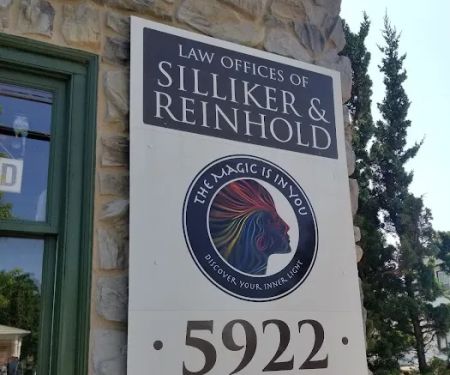 LAW OFFICES OF
SILLIKER &
REINHOLD
THE MAGIC IS IN YOU
DISCOVER YOUR INNER LIGHT
· 5922 ·